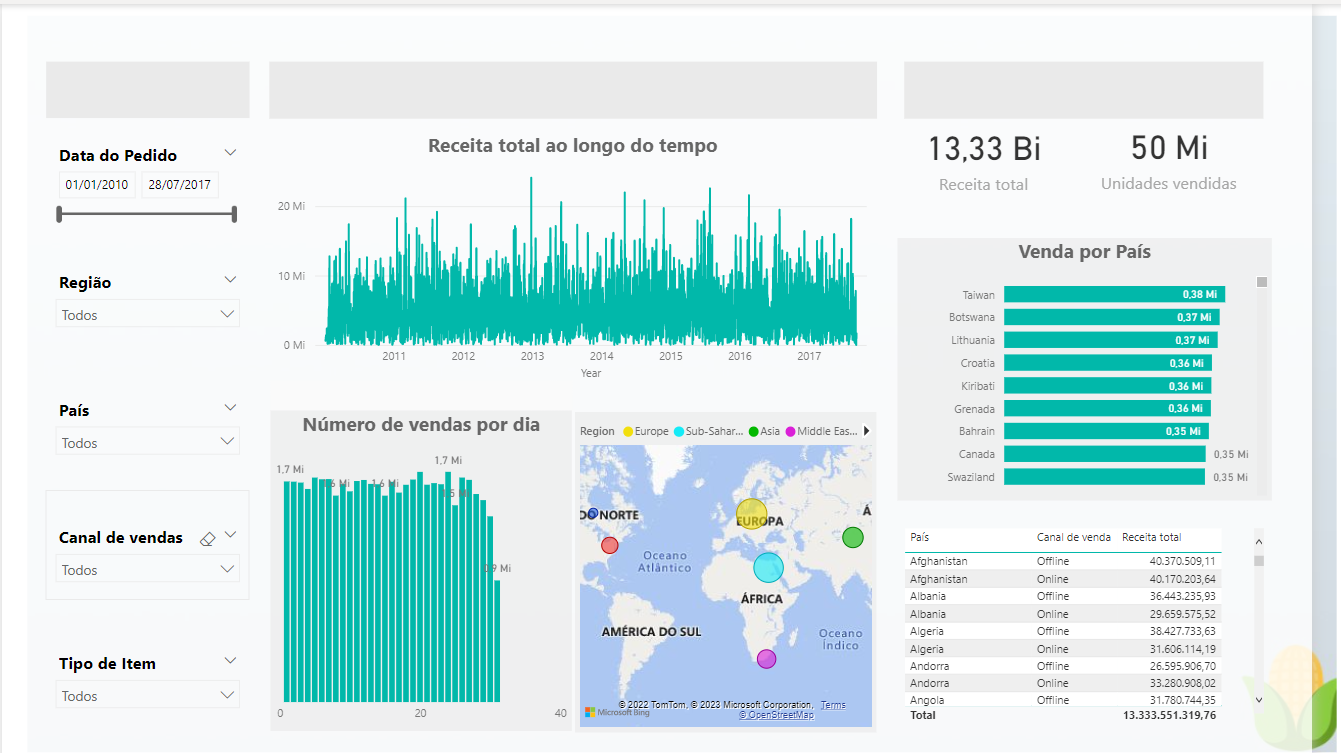 Data do Pedido
01/01/2010 28/07/2017
Região
Todos
País
Todos
Canal de vendas
Todos
Tipo de Item
Todos
Receita total ao longo do tempo
20 Mi
10 Mi
0 Mi
2011 2012 2013 2014 2015 2016 2017
Year
Número de vendas por dia
1,7 Mi
1,7 Mi
1,6 Mi
1,5 Mi
0,9 Mi
0 20 40
Region Europe Sub-Sahar... Asia Middle Eas...
DO NORTE
EUROPA
Á
Oceano
Atlântico
ÁFRICA
AMÉRICA DO SUL
Oceano
Índico
© 2022 TomTom, © 2023 Microsoft Corporation, Terms
Microsoft Bing
© OpenStreetMap
13,33 Bi 50 Mi
Receita total Unidades vendidas
Venda por País
Taiwan 0,38 Mi
Botswana 0,37 Mi
Lithuania 0,37 Mi
Croatia 0,36 Mi
Kiribati 0,36 Mi
Grenada 0,36 Mi
Bahrain 0,35 Mi
Canada 0,35 Mi
Swaziland 0,35 Mi
País Canal de venda Receita total
Afghanistan Offline 40.370.509,11
Afghanistan Online 40.170.203,64
Albania Offline 36.443.235,93
Albania Online 29.659.575,52
Algeria Offline 38.427.733,63
Algeria Online 31.606.114,19
Andorra Offline 26.595.906,70
Andorra Online 33.280.908,02
Angola Offline 31.780.744,35
Total 13.333.551.319,76